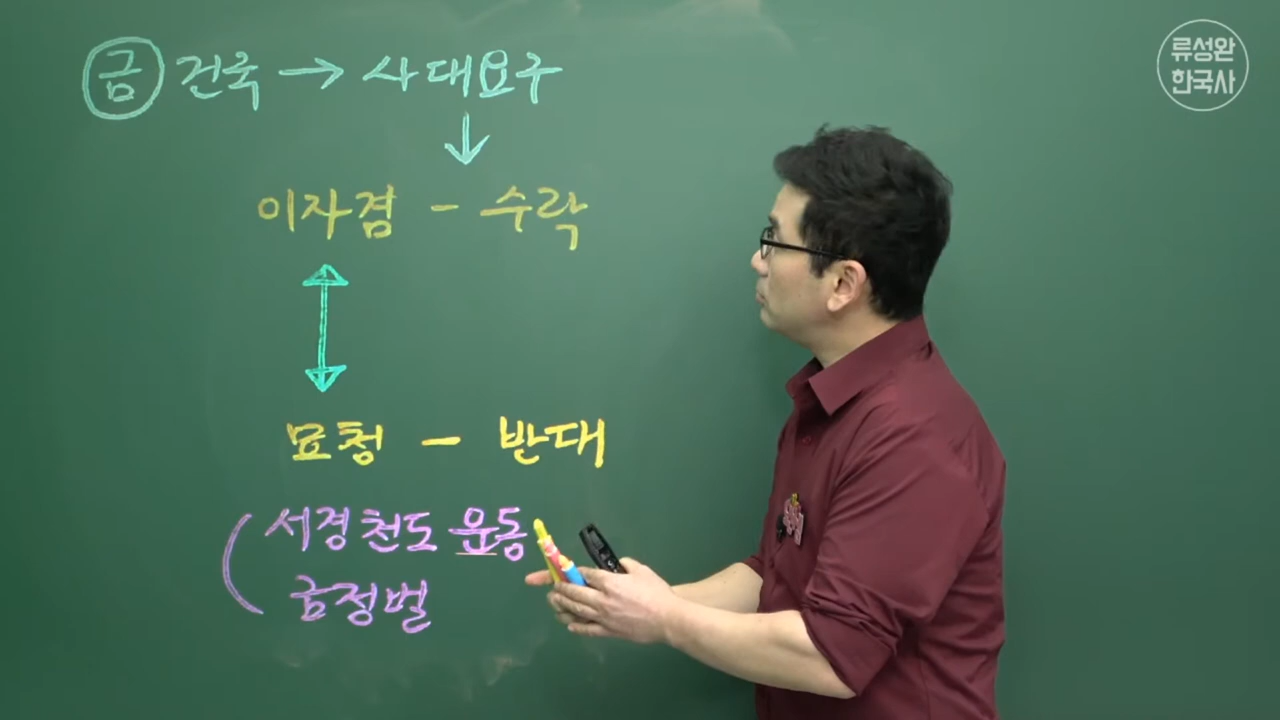 금 건국 → 사대요구
↓
이자겸 - 수락
묘청 - 반대
(서경 천도 운동
금정벌
류성완
한국사